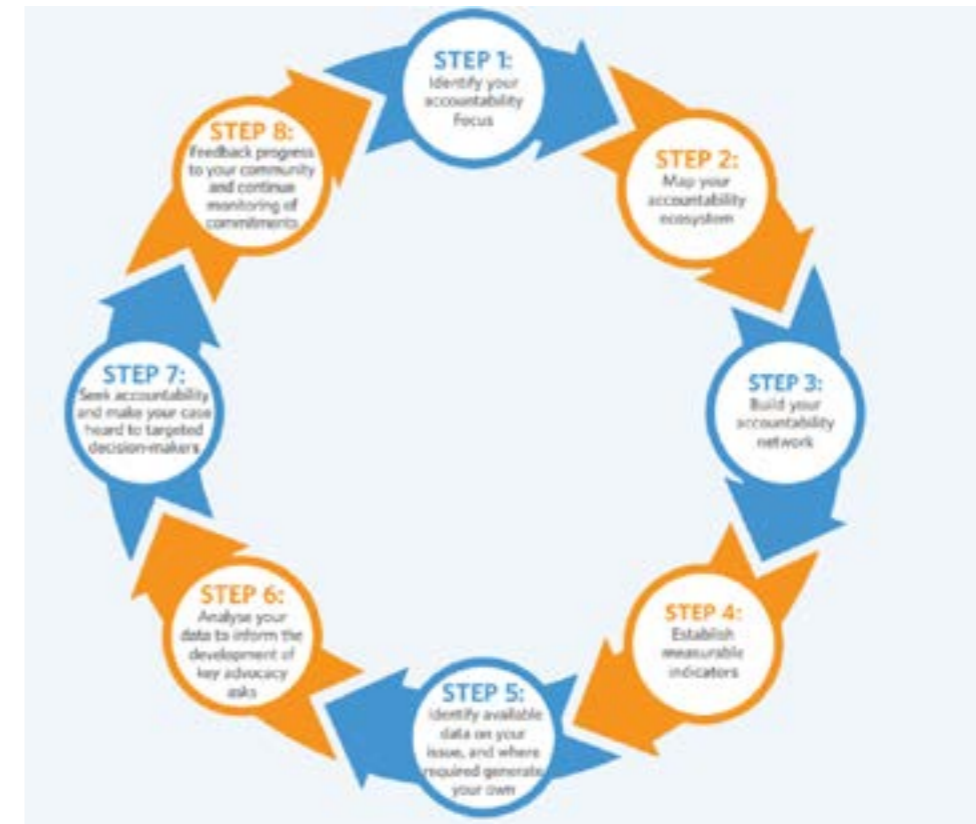 STEP 1:
Identify your
accountability
Focus
STEP 2:
Map your
accountability
ecosystem
STEP 3:
Build your
accountability
network
STEP 4:
Establish
measurable
indicators
STEP 5:
Identify available
data on your
issue, and where
required generate
your own
STEP 6:
Analyse your
data to inform the
development of
key advocacy
asks
STEP 7:
Seek accountability
and make your case
heard to targeted
decision-makers
STEP 8:
Feedback progress
to your community
and continue
monitoring of
commitments